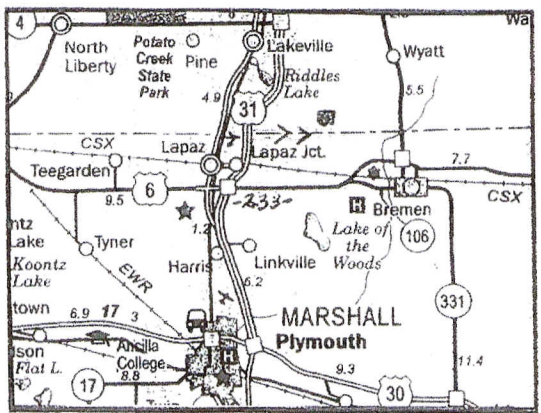 4
North
Liberty
Potato
Creek
State
Park
Pine
Lakeville
Riddles
Lake
Wyatt
Wa
4.9
31
5.5
CSX
Teegarden
Lapaz
Lapaz Jct.
7.7
6
9.5
-233-
H
Bremen
CSX
106
1.2
Lake of
the
Woods
ntz
Lake
Koontz
Lake
Tyner
EWR
Harris
Linkville
6.2
331
town
6.9
17
3
MARSHALL
Plymouth
Ancilla
College
H
son
Flat L.
17
8.8
9.3
30
11.4